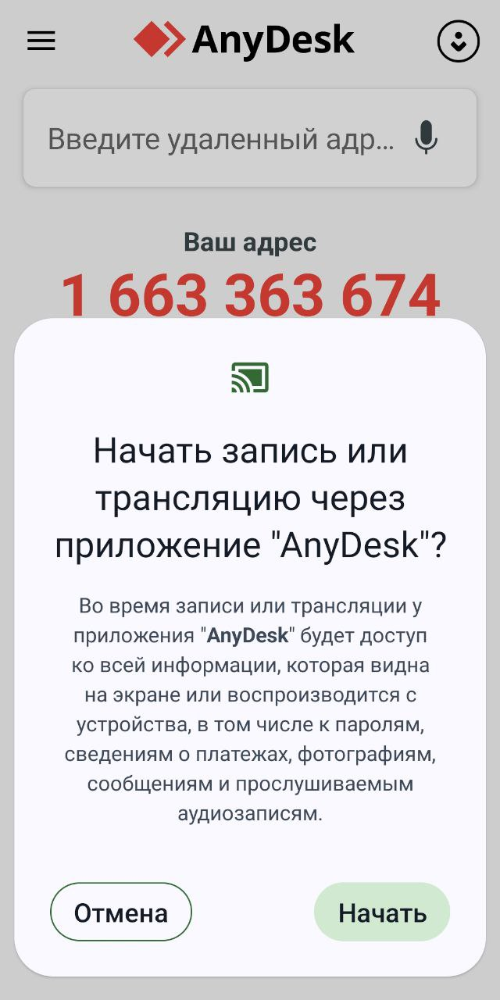 AnyDesk
Введите удаленный адр...
Ваш адрес
1 663 363 674
Начать запись или
трансляцию через
приложение "AnyDesk"?
Во время записи или трансляции у
приложения "AnyDesk" будет доступ
ко всей информации, которая видна
на экране или воспроизводится с
устройства, в том числе к паролям,
сведениям о платежах, фотографиям,
сообщениям и прослушиваемым
аудиозаписям.
Отмена
Начать